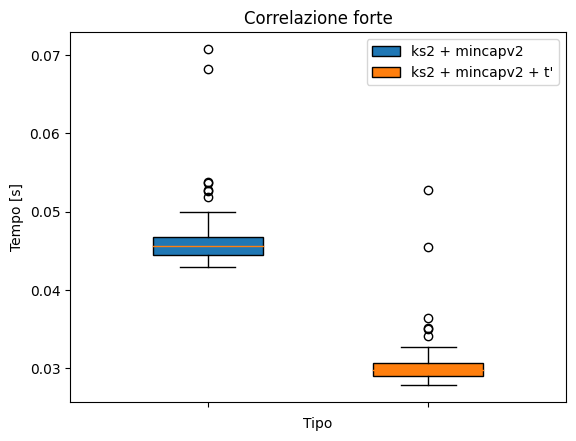 Correlazione forte
ks2 + mincapv2
ks2 + mincapv2 + t'
0.07
0.06
0.05
0.04
0.03
Tempo [s]
Tipo